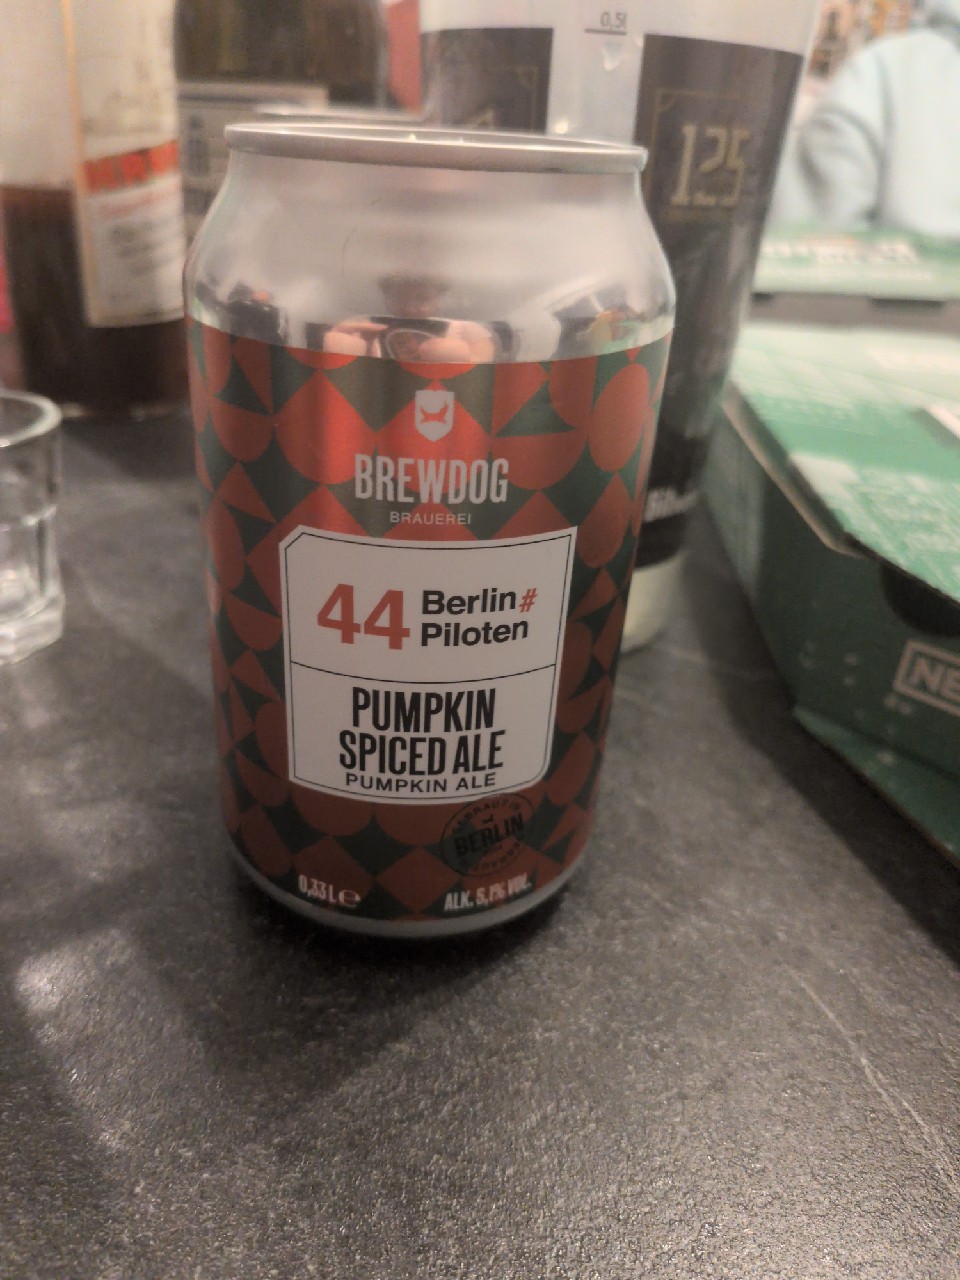 0,5l
125
BREWDOG
BRAUEREI
44 Berlin#
Piloten
PUMPKIN
SPICED ALE
PUMPKIN ALE
BERLIN
0,33 L e
ALK. 5,1% VOL.
NE